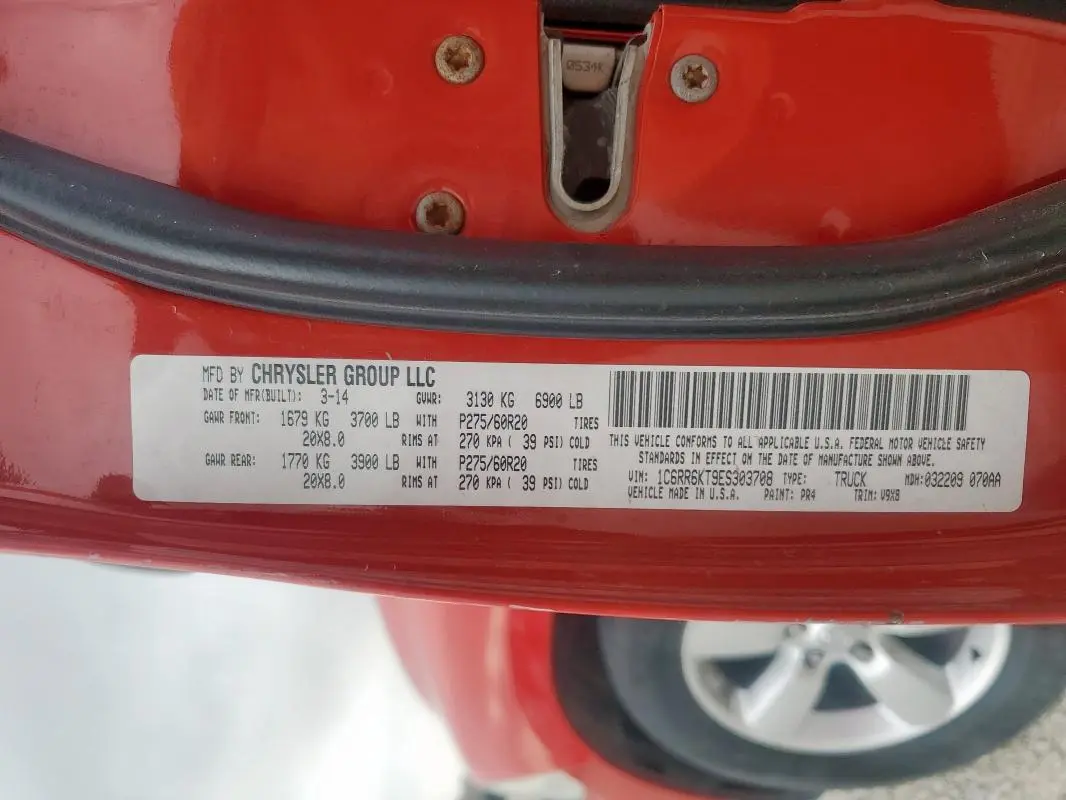 0534K
MFD BY CHRYSLER GROUP LLC
DATE OF MFR(BUILT): 3-14 GVWR: 3130 KG 6900 LB
GAWR FRONT: 1679 KG 3700 LB WITH P275/60R20 TIRES
20X8.0 RIMS AT 270 KPA ( 39 PSI) COLD
GAWR REAR: 1770 KG 3900 LB WITH P275/60R20 TIRES
20X8.0 RIMS AT 270 KPA ( 39 PSI) COLD
THIS VEHICLE CONFORMS TO ALL APPLICABLE U.S.A. FEDERAL MOTOR VEHICLE SAFETY
STANDARDS IN EFFECT ON THE DATE OF MANUFACTURE SHOWN ABOVE.
VIN: 1C6RR6KT9ES303708 TYPE: TRUCK MDH:032209 070AA
VEHICLE MADE IN U.S.A. PAINT: PR4 TRIM: V9X8